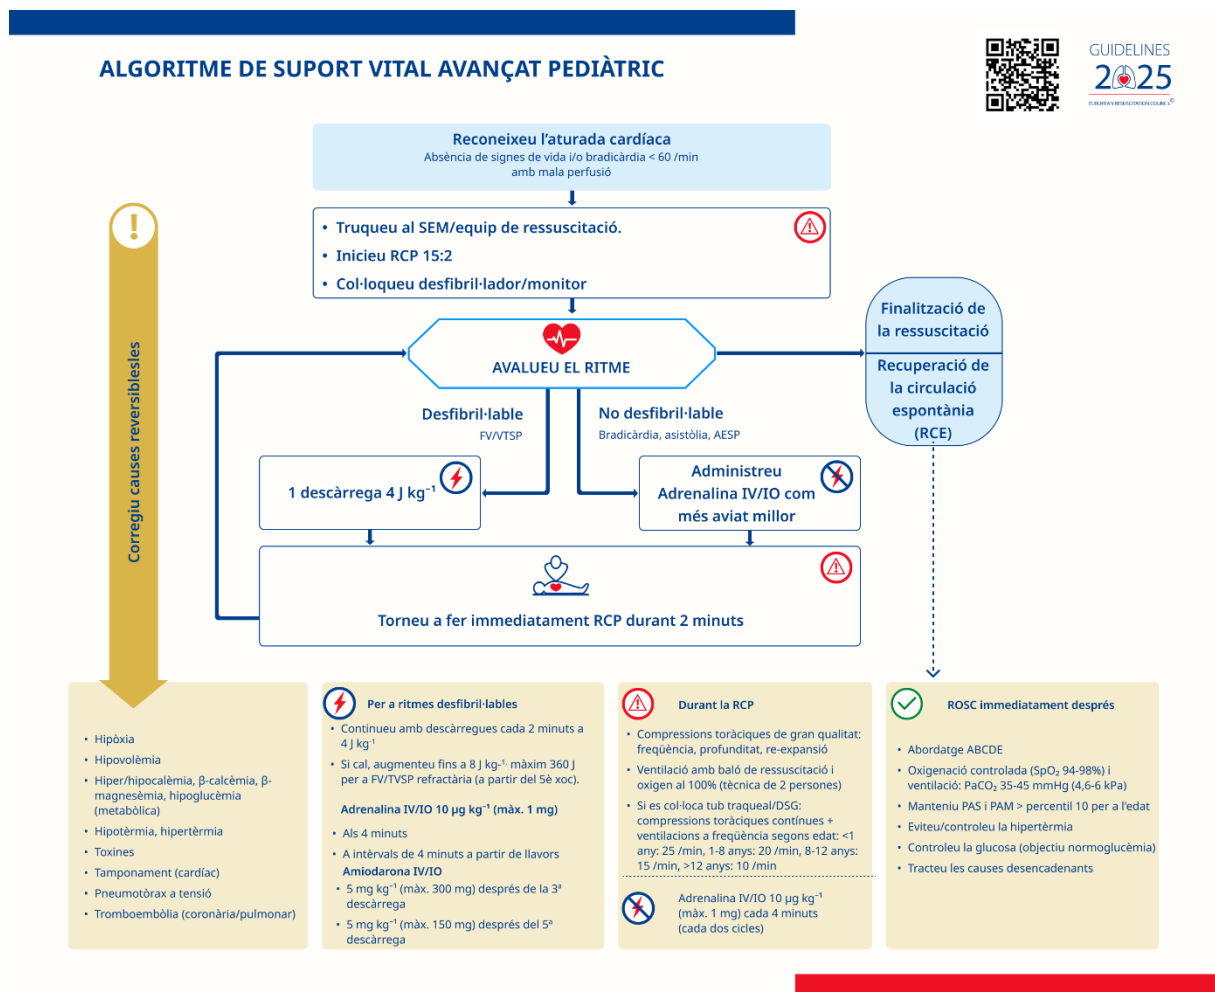 ALGORITME DE SUPORT VITAL AVANÇAT PEDIÀTRIC
GUIDELINES
2025
EUROPEAN RESUSCITATION COUNCIL©
Reconeixeu l'aturada cardíaca
Absència de signes de vida i/o bradicàrdia < 60 /min
amb mala perfusió
• Truqueu al SEM/equip de ressuscitació.
• Inicieu RCP 15:2
• Col·loqueu desfibril·lador/monitor
AVALUEU EL RITME
Finalització de
la ressuscitació
Recuperació de
la circulació
espontània
(RCE)
Desfibril·lable
FV/VTSP
No desfibril·lable
Bradicàrdia, asistòlia, AESP
1 descàrrega 4 J kg⁻¹
Administreu
Adrenalina IV/IO com
més aviat millor
Torneu a fer immediatament RCP durant 2 minuts
!
Corregiu causes reversiblesles
• Hipòxia
• Hipovolèmia
• Hiper/hipocalèmia, β-calcèmia, β-
magnesèmia, hipoglucèmia
(metabòlica)
• Hipotèrmia, hipertèrmia
• Toxines
• Tamponament (cardíac)
• Pneumotòrax a tensió
• Tromboembòlia (coronària/pulmonar)
Per a ritmes desfibril·lables
• Continueu amb descàrregues cada 2 minuts a
4 J kg⁻¹
• Si cal, augmenteu fins a 8 J kg⁻¹· màxim 360 J
per a FV/TVSP refractària (a partir del 5è xoc).
Adrenalina IV/IO 10 µg kg⁻¹ (màx. 1 mg)
• Als 4 minuts
• A intèrvals de 4 minuts a partir de llavors
Amiodarona IV/IO
• 5 mg kg⁻¹ (màx. 300 mg) després de la 3ª
descàrrega
• 5 mg kg⁻¹ (màx. 150 mg) després del 5ª
descàrrega
Durant la RCP
• Compressions toràciques de gran qualitat:
freqüència, profunditat, re-expansió
• Ventilació amb baló de ressuscitació i
oxigen al 100% (tècnica de 2 persones)
• Si es col·loca tub traqueal/DSG:
compressions toràciques contínues +
ventilacions a freqüència segons edat: <1
any: 25 /min, 1-8 anys: 20 /min, 8-12 anys:
15 /min, >12 anys: 10 /min
Adrenalina IV/IO 10 µg kg⁻¹
(màx. 1 mg) cada 4 minuts
(cada dos cicles)
ROSC immediatament després
• Abordatge ABCDE
• Oxigenació controlada (SpO₂ 94-98%) i
ventilació: PaCO₂ 35-45 mmHg (4,6-6 kPa)
• Manteniu PAS i PAM > percentil 10 per a l'edat
• Eviteu/controleu la hipertèrmia
• Controleu la glucosa (objectiu normoglucèmia)
• Tracteu les causes desencadenants